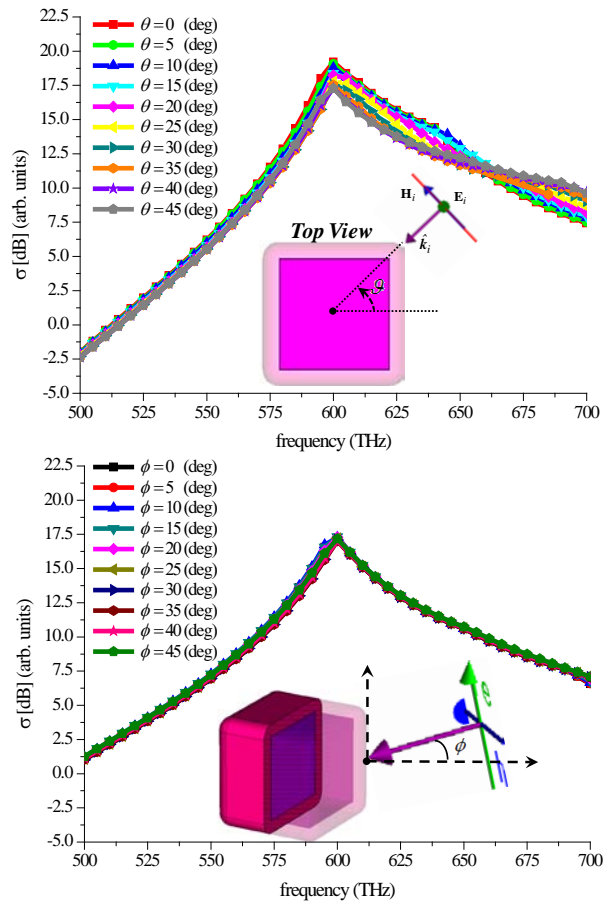 22.5
20.0
17.5
15.0
12.5
10.0
7.5
5.0
2.5
0.0
-2.5
-5.0
σ [dB] (arb. units)
θ = 0 (deg)
θ = 5 (deg)
θ = 10 (deg)
θ = 15 (deg)
θ = 20 (deg)
θ = 25 (deg)
θ = 30 (deg)
θ = 35 (deg)
θ = 40 (deg)
θ = 45 (deg)
H_i
E_i
k̂_i
Top View
500 525 550 575 600 625 650 675 700
frequency (THz)
22.5
20.0
17.5
15.0
12.5
10.0
7.5
5.0
2.5
0.0
-2.5
-5.0
σ [dB] (arb. units)
ϕ = 0 (deg)
ϕ = 5 (deg)
ϕ = 10 (deg)
ϕ = 15 (deg)
ϕ = 20 (deg)
ϕ = 25 (deg)
ϕ = 30 (deg)
ϕ = 35 (deg)
ϕ = 40 (deg)
ϕ = 45 (deg)
ϕ
500 525 550 575 600 625 650 675 700
frequency (THz)